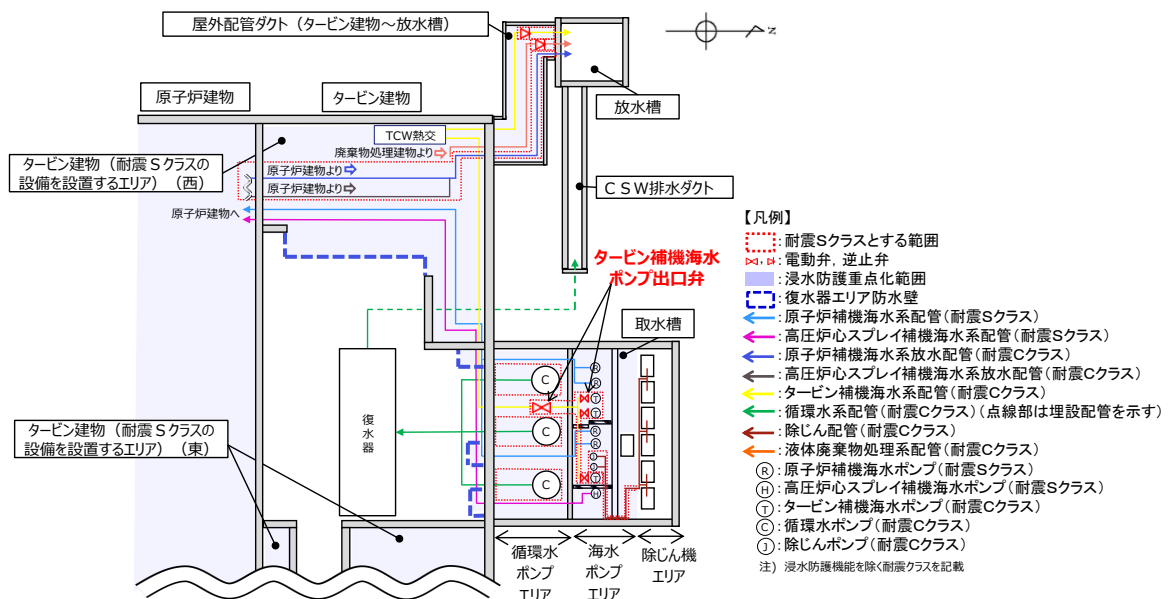 屋外配管ダクト（タービン建物～放水槽）
N
原子炉建物
タービン建物
放水槽
TCW熱交
廃棄物処理建物より
タービン建物（耐震Ｓクラスの
設備を設置するエリア）（西）
原子炉建物より
原子炉建物より
原子炉建物へ
ＣＳＷ排水ダクト
タービン補機海水
ポンプ出口弁
取水槽
復水器
C
C
C
R
R
T
T
R
R
J
J
T
H
タービン建物（耐震Ｓクラスの
設備を設置するエリア）（東）
循環水
ポンプ
エリア
海水
ポンプ
エリア
除じん機
エリア
【凡例】
：耐震Sクラスとする範囲
，：電動弁，逆止弁
：浸水防護重点化範囲
：復水器エリア防水壁
：原子炉補機海水系配管（耐震Sクラス）
：高圧炉心スプレイ補機海水系配管（耐震Sクラス）
：原子炉補機海水系放水配管（耐震Cクラス）
：高圧炉心スプレイ補機海水系放水配管（耐震Cクラス）
：タービン補機海水系配管（耐震Cクラス）
：循環水系配管（耐震Cクラス）（点線部は埋設配管を示す）
：除じん配管（耐震Cクラス）
：液体廃棄物処理系配管（耐震Cクラス）
R：原子炉補機海水ポンプ（耐震Sクラス）
H：高圧炉心スプレイ補機海水ポンプ（耐震Sクラス）
T：タービン補機海水ポンプ（耐震Cクラス）
C：循環水ポンプ（耐震Cクラス）
J：除じんポンプ（耐震Cクラス）
注）浸水防護機能を除く耐震クラスを記載